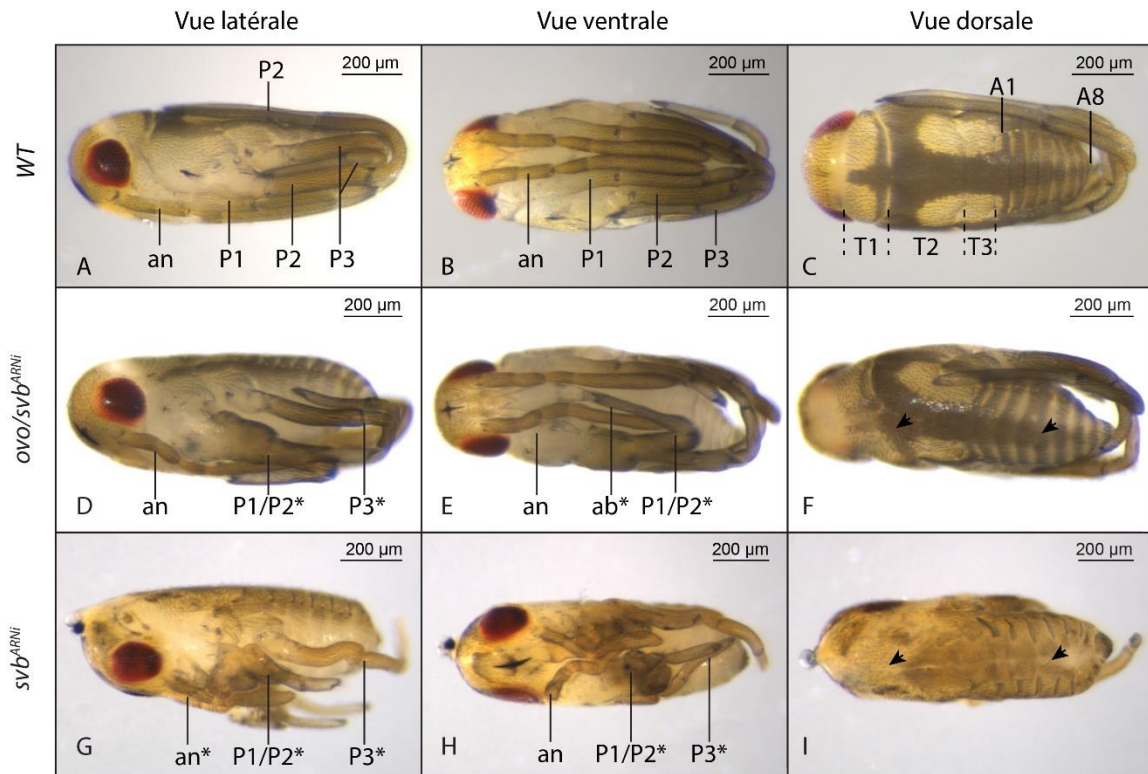 Vue latérale Vue ventrale Vue dorsale
WT
200 µm
P2
an P1 P2 P3
A
200 µm
an P1 P2 P3
B
200 µm
A1 A8
T1 T2 T3
C
ovo/svbARNi
200 µm
an P1/P2* P3*
D
200 µm
an ab* P1/P2*
E
200 µm
F
svbARNi
200 µm
an* P1/P2* P3*
G
200 µm
an P1/P2* P3*
H
200 µm
I